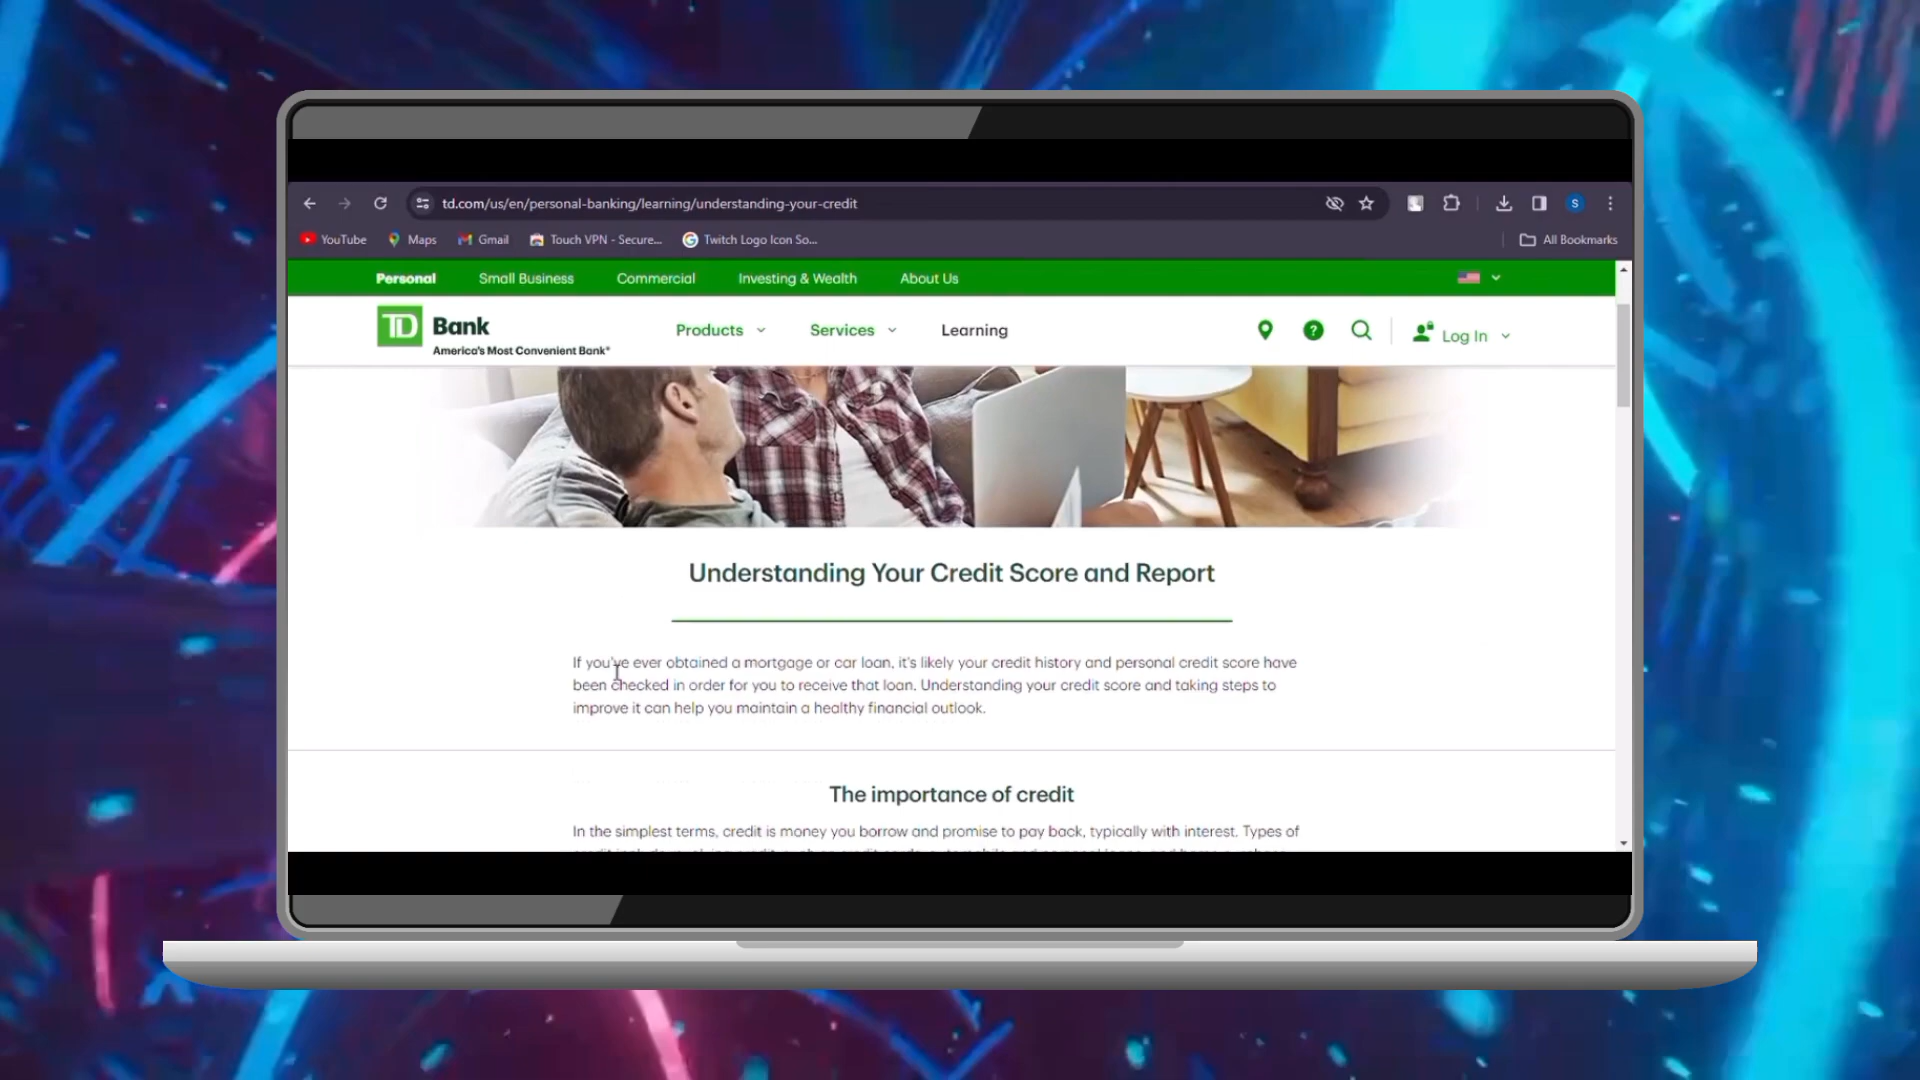 td.com/us/en/personal-banking/learning/understanding-your-credit
S
YouTube Maps Gmail Touch VPN - Secure... Twitch Logo Icon So... All Bookmarks
Personal Small Business Commercial Investing & Wealth About Us
TD Bank
America's Most Convenient Bank®
Products Services Learning ? Log In
Understanding Your Credit Score and Report
If you've ever obtained a mortgage or car loan, it's likely your credit history and personal credit score have
been checked in order for you to receive that loan. Understanding your credit score and taking steps to
improve it can help you maintain a healthy financial outlook.
The importance of credit
In the simplest terms, credit is money you borrow and promise to pay back, typically with interest. Types of